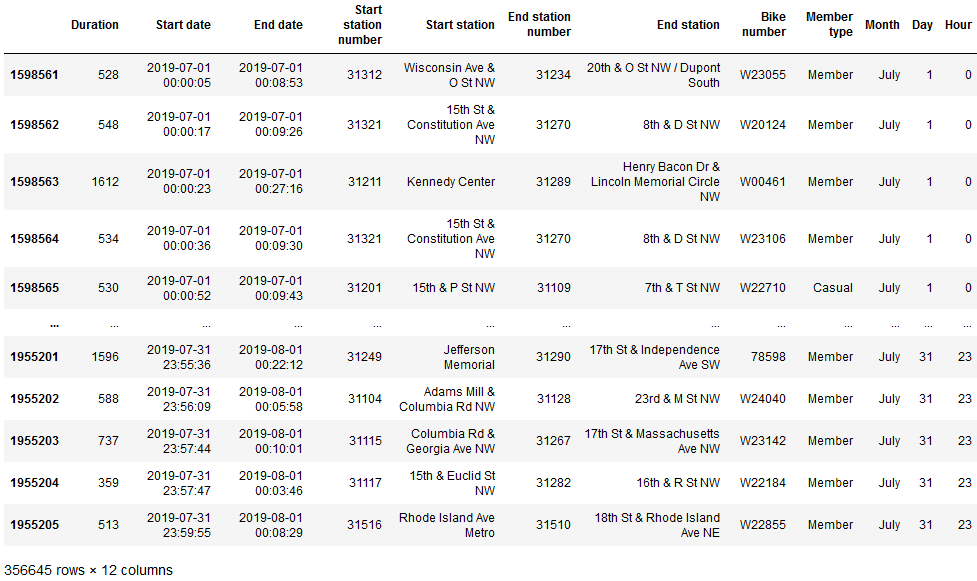 Duration Start date End date Start station number Start station End station number End station Bike number Member type Month Day Hour
1598561 528 2019-07-01 00:00:05 2019-07-01 00:08:53 31312 Wisconsin Ave & O St NW 31234 20th & O St NW / Dupont South W23055 Member July 1 0
1598562 548 2019-07-01 00:00:17 2019-07-01 00:09:26 31321 15th St & Constitution Ave NW 31270 8th & D St NW W20124 Member July 1 0
1598563 1612 2019-07-01 00:00:23 2019-07-01 00:27:16 31211 Kennedy Center 31289 Henry Bacon Dr & Lincoln Memorial Circle NW W00461 Member July 1 0
1598564 534 2019-07-01 00:00:36 2019-07-01 00:09:30 31321 15th St & Constitution Ave NW 31270 8th & D St NW W23106 Member July 1 0
1598565 530 2019-07-01 00:00:52 2019-07-01 00:09:43 31201 15th & P St NW 31109 7th & T St NW W22710 Casual July 1 0
... ... ... ... ... ... ... ... ... ... ... ... ...
1955201 1596 2019-07-31 23:55:36 2019-08-01 00:22:12 31249 Jefferson Memorial 31290 17th St & Independence Ave SW 78598 Member July 31 23
1955202 588 2019-07-31 23:56:09 2019-08-01 00:05:58 31104 Adams Mill & Columbia Rd NW 31128 23rd & M St NW W24040 Member July 31 23
1955203 737 2019-07-31 23:57:44 2019-08-01 00:10:01 31115 Columbia Rd & Georgia Ave NW 31267 17th St & Massachusetts Ave NW W23142 Member July 31 23
1955204 359 2019-07-31 23:57:47 2019-08-01 00:03:46 31117 15th & Euclid St NW 31282 16th & R St NW W22184 Member July 31 23
1955205 513 2019-07-31 23:59:55 2019-08-01 00:08:29 31516 Rhode Island Ave Metro 31510 18th St & Rhode Island Ave NE W22855 Member July 31 23
356645 rows × 12 columns